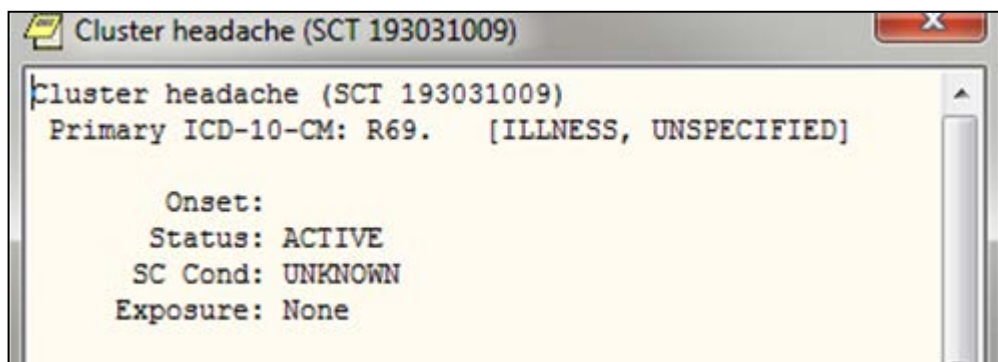 Cluster headache (SCT 193031009)
Cluster headache (SCT 193031009)
Primary ICD-10-CM: R69. [ILLNESS, UNSPECIFIED]
Onset:
Status: ACTIVE
SC Cond: UNKNOWN
Exposure: None